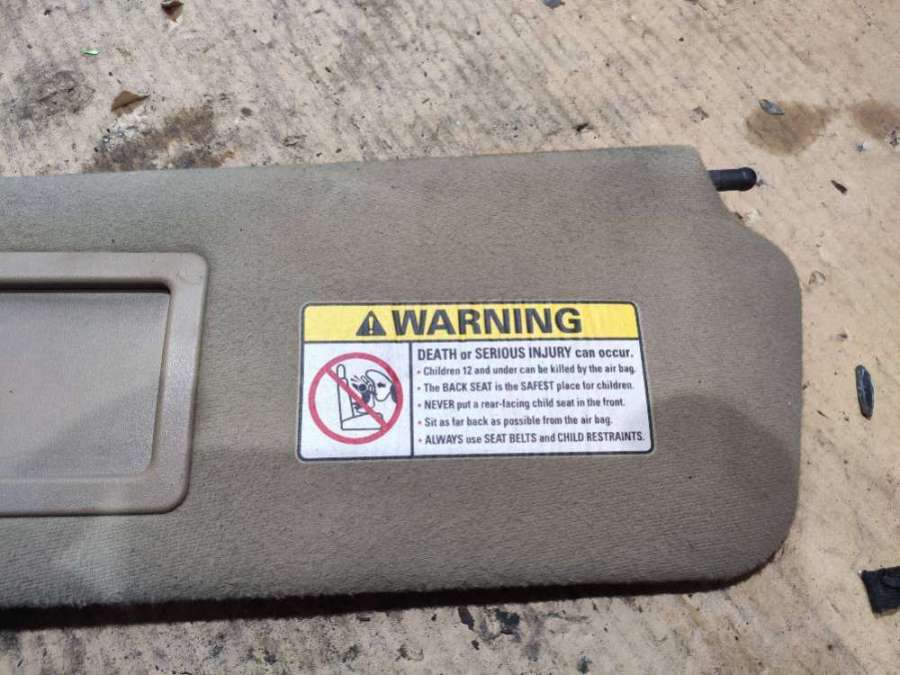 WARNING
DEATH or SERIOUS INJURY can occur.
• Children 12 and under can be killed by the air bag.
• The BACK SEAT is the SAFEST place for children.
• NEVER put a rear-facing child seat in the front.
• Sit as far back as possible from the air bag.
• ALWAYS use SEAT BELTS and CHILD RESTRAINTS.